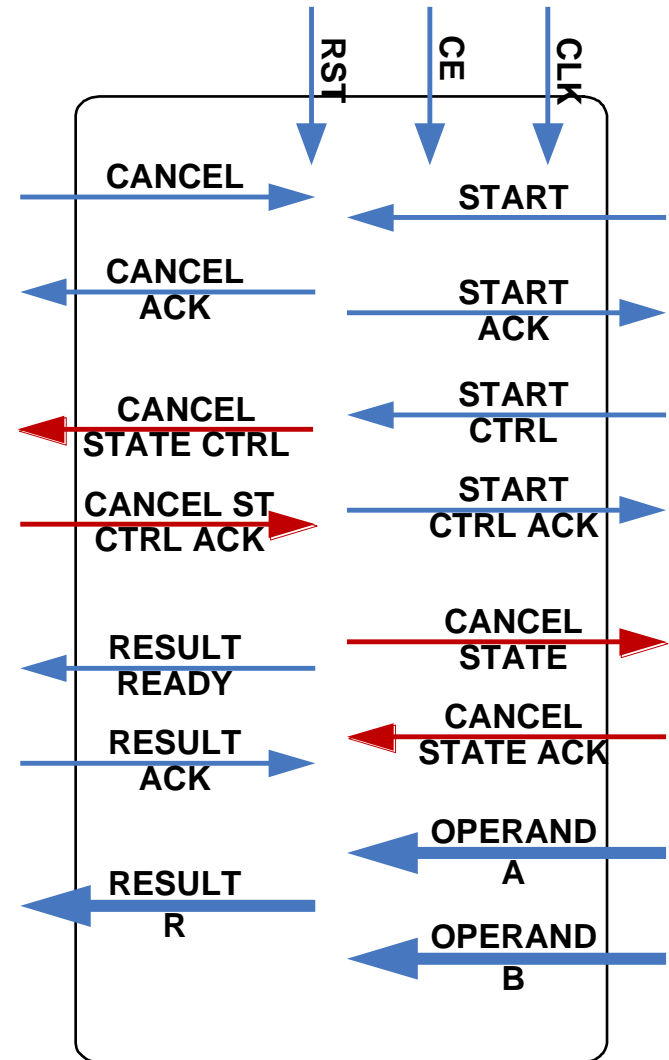 RST
CE
CLK
CANCEL
CANCEL
ACK
CANCEL
STATE CTRL
CANCEL ST
CTRL ACK
RESULT
READY
RESULT
ACK
RESULT
R
START
START
ACK
START
CTRL
START
CTRL ACK
CANCEL
STATE
CANCEL
STATE ACK
OPERAND
A
OPERAND
B